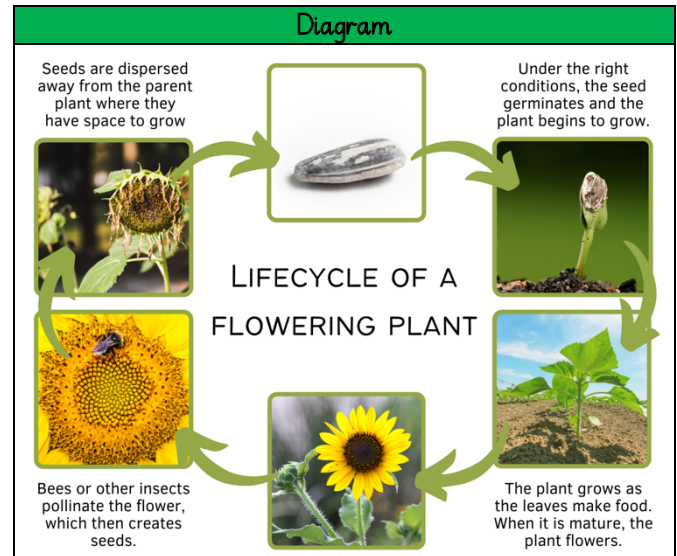 Diagram
Seeds are dispersed
away from the parent
plant where they
have space to grow
Under the right
conditions, the seed
germinates and the
plant begins to grow.
LIFECYCLE OF A
FLOWERING PLANT
Bees or other insects
pollinate the flower,
which then creates
seeds.
The plant grows as
the leaves make food.
When it is mature, the
plant flowers.